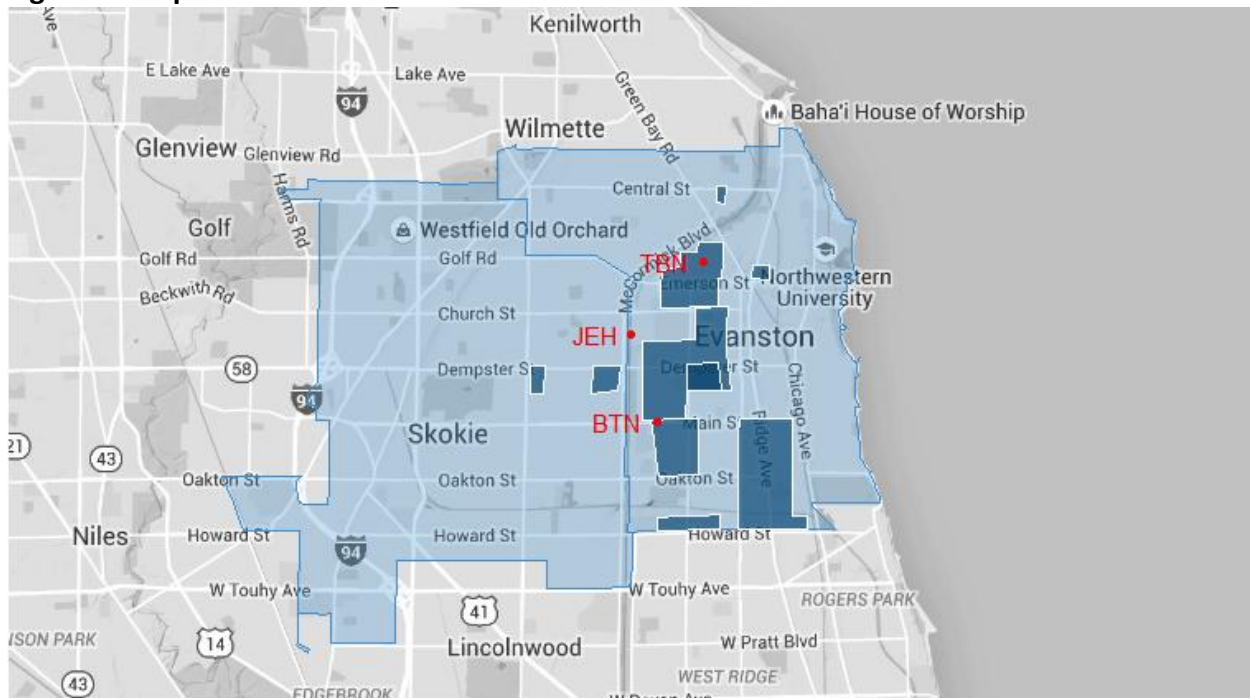 Kenilworth
E Lake Ave
Lake Ave
94
Green Bay Rd
Baha'i House of Worship
Wilmette
Glenview
Glenview Rd
Harms Rd
Central St
Golf
Westfield Old Orchard
McCormick Blvd
Golf Rd
Golf Rd
TBN
Emerson St
Northwestern
University
Beckwith Rd
Church St
JEH
Evanston
58
Dempster St
Dempster St
Chicago Ave
94
BTN
Main St
Ridge Ave
Skokie
21
43
Oakton St
Oakton St
Oakton St
Niles
Howard St
Howard St
Howard St
94
W Touhy Ave
W Touhy Ave
41
ROGERS PARK
14
Lincolnwood
W Pratt Blvd
WEST RIDGE
43
EDGEBROOK